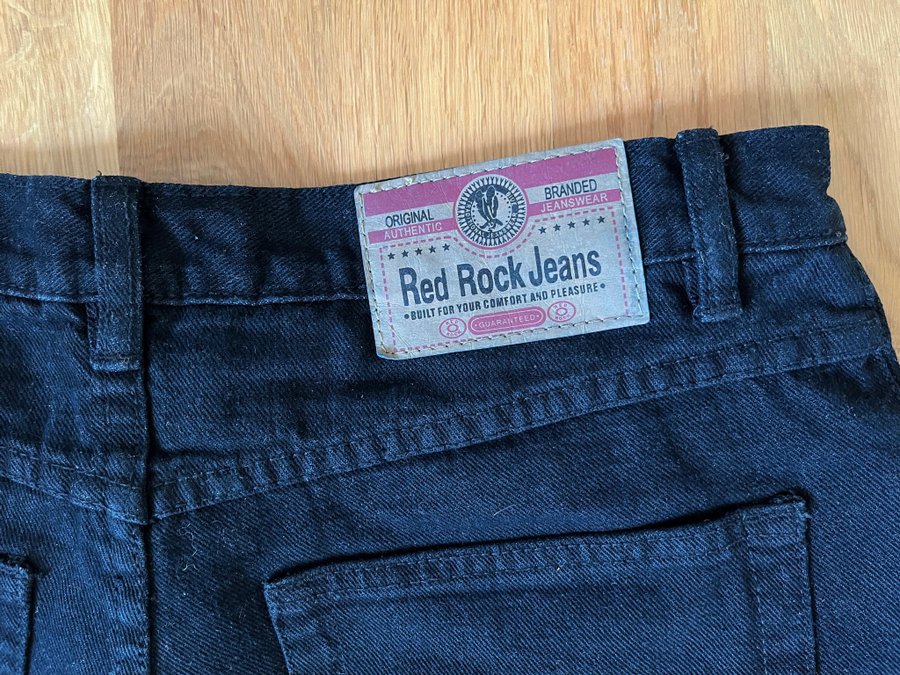 ORIGINAL
AUTHENTIC
BRANDED
JEANSWEAR
Red Rock Jeans
•BUILT FOR YOUR COMFORT AND PLEASURE•
GUARANTEED